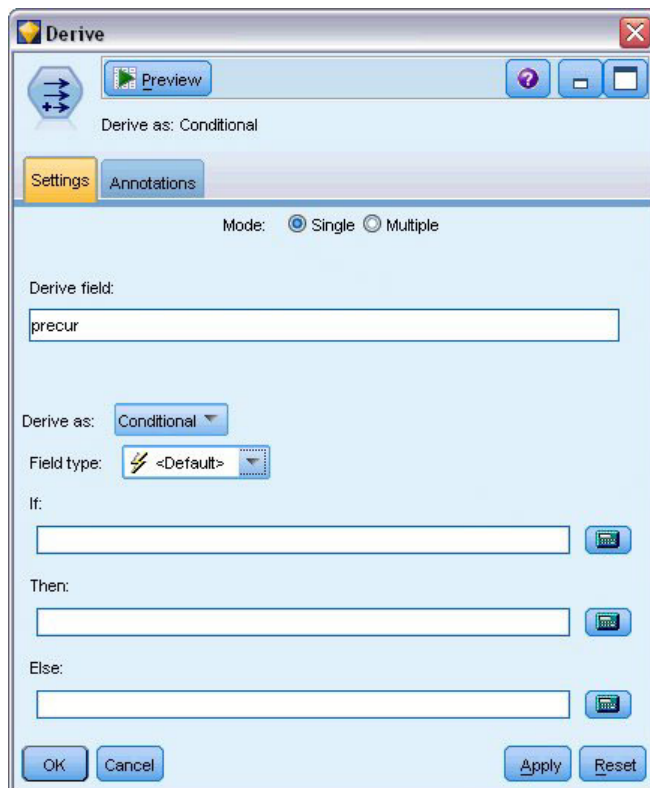 Derive
Preview
Derive as: Conditional
Settings Annotations
Mode: Single Multiple
Derive field:
precur
Derive as: Conditional
Field type: <Default>
If:
Then:
Else:
OK Cancel Apply Reset